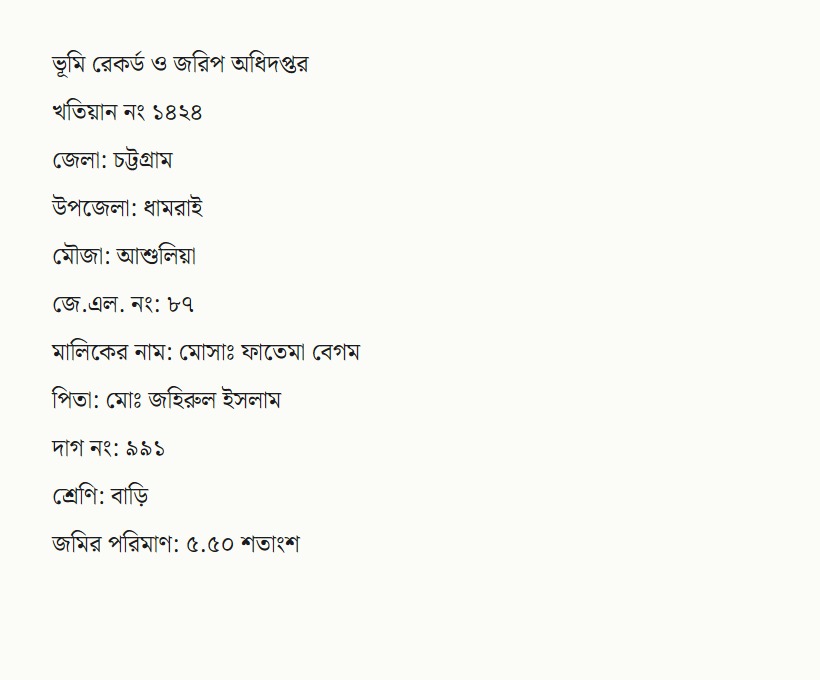 ভূমি রেকর্ড ও জরিপ অধিদপ্তর
খতিয়ান নং ১৪২৪
জেলা: চট্টগ্রাম
উপজেলা: ধামরাই
মৌজা: আশুলিয়া
জে.এল. নং: ৮৭
মালিকের নাম: মোসাঃ ফাতেমা বেগম
পিতা: মোঃ জহিরুল ইসলাম
দাগ নং: ৯৯১
শ্রেণি: বাড়ি
জমির পরিমাণ: ৫.৫০ শতাংশ